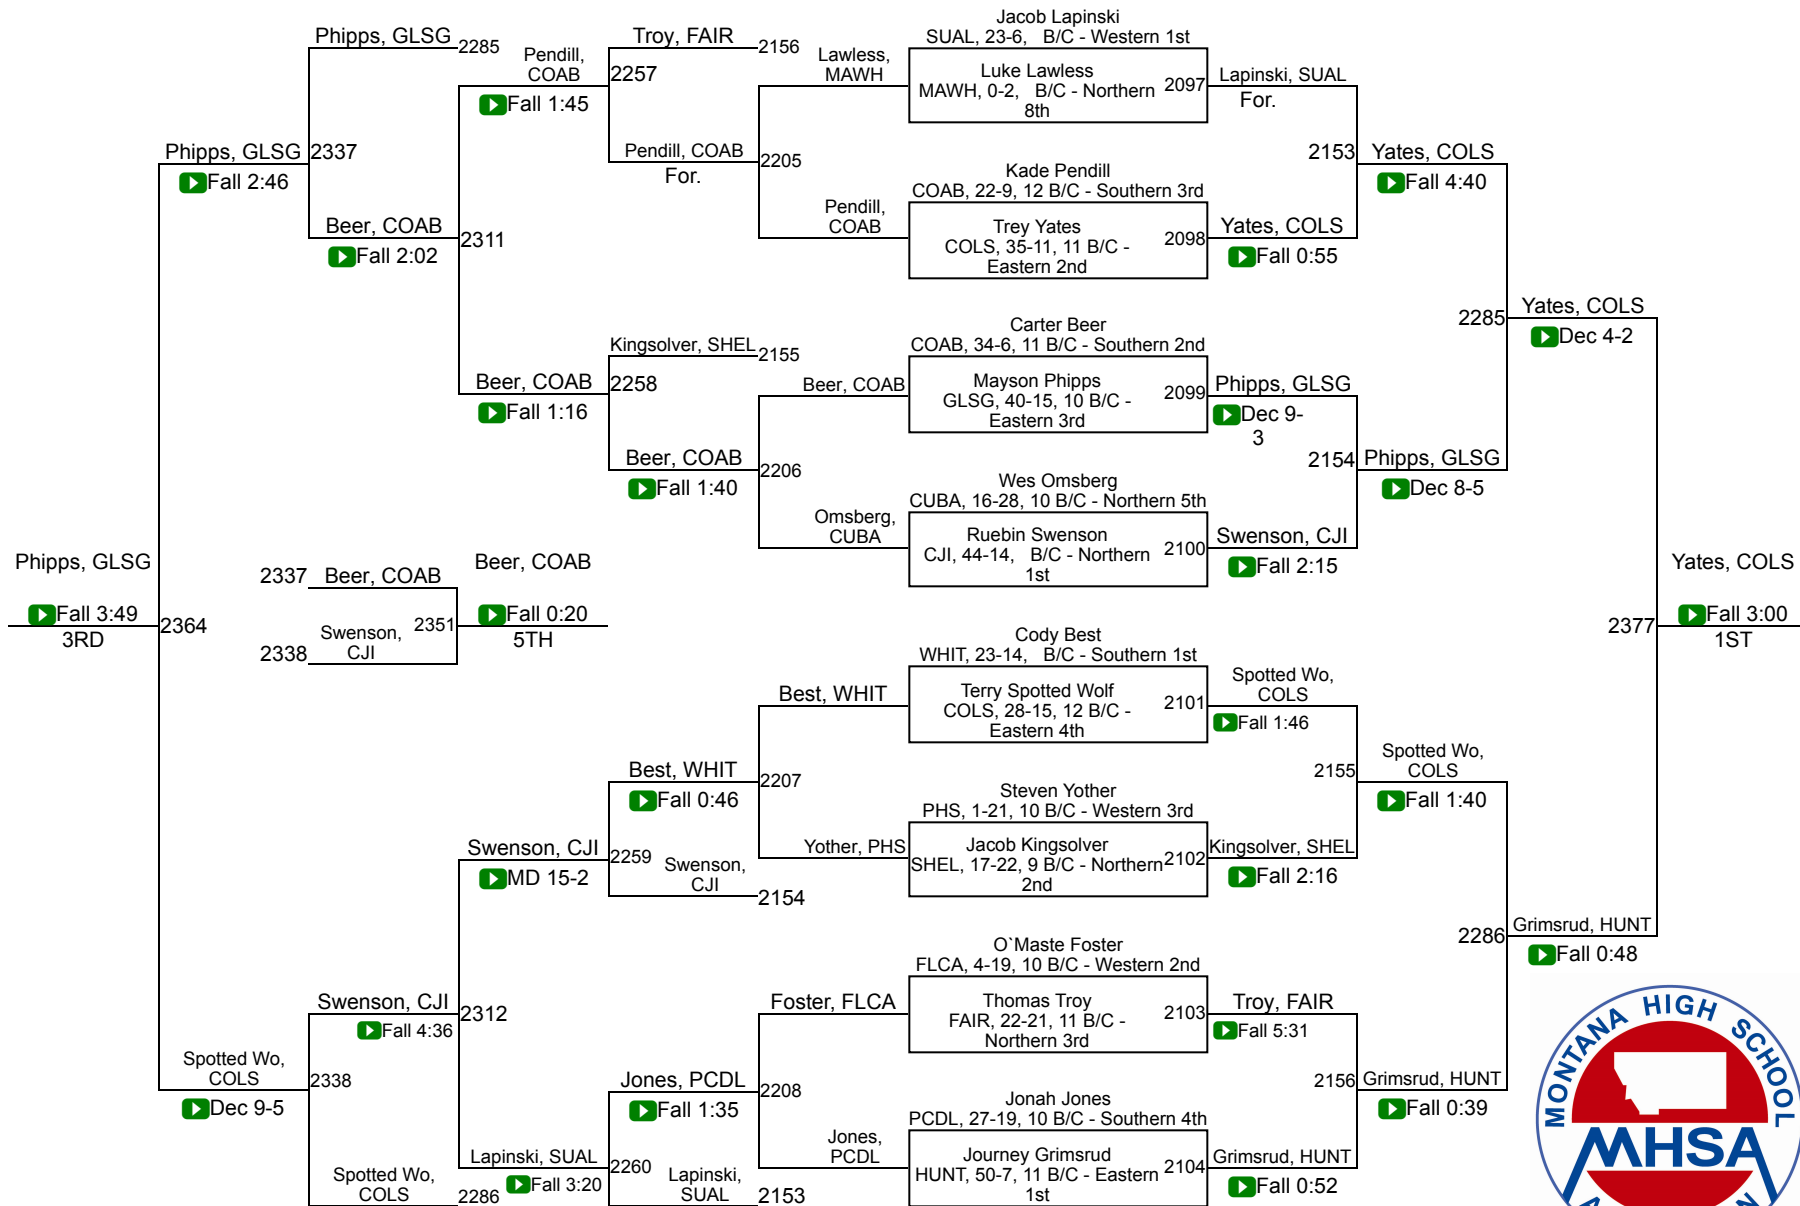 Phipps, GLSG
Fall 3:49
3RD
2364
Phipps, GLSG
Fall 2:46
Spotted Wo,
COLS
Dec 9-5
Phipps, GLSG
2285
2337
Beer, COAB
Fall 2:02
2337
Beer, COAB
2338
Swenson,
CJI
2351
Beer, COAB
Fall 0:20
5TH
Swenson, CJI
Fall 4:36
2338
Spotted Wo,
COLS
2286
Pendill,
COAB
Fall 1:45
2311
Beer, COAB
Fall 1:16
Swenson, CJI
MD 15-2
2312
Lapinski, SUAL
Fall 3:20
Troy, FAIR
2156
2257
Pendill, COAB
For.
Kingsolver, SHEL
2155
2258
Beer, COAB
Fall 1:40
Best, WHIT
Fall 0:46
2259
Swenson,
CJI
2154
Jones, PCDL
Fall 1:35
2260
Lapinski,
SUAL
2153
Lawless,
MAWH
2205
Pendill,
COAB
Beer, COAB
2206
Omsberg,
CUBA
Best, WHIT
2207
Yother, PHS
Foster, FLCA
2208
Jones,
PCDL
Jacob Lapinski
SUAL, 23-6, B/C - Western 1st
Luke Lawless
MAWH, 0-2, B/C - Northern
8th
2097
Kade Pendill
COAB, 22-9, 12 B/C - Southern 3rd
Trey Yates
COLS, 35-11, 11 B/C -
Eastern 2nd
2098
Carter Beer
COAB, 34-6, 11 B/C - Southern 2nd
Mayson Phipps
GLSG, 40-15, 10 B/C -
Eastern 3rd
2099
Wes Omsberg
CUBA, 16-28, 10 B/C - Northern 5th
Ruebin Swenson
CJI, 44-14, B/C - Northern
1st
2100
Cody Best
WHIT, 23-14, B/C - Southern 1st
Terry Spotted Wolf
COLS, 28-15, 12 B/C -
Eastern 4th
2101
Steven Yother
PHS, 1-21, 10 B/C - Western 3rd
Jacob Kingsolver
SHEL, 17-22, 9 B/C - Northern
2nd
2102
O`Maste Foster
FLCA, 4-19, 10 B/C - Western 2nd
Thomas Troy
FAIR, 22-21, 11 B/C -
Northern 3rd
2103
Jonah Jones
PCDL, 27-19, 10 B/C - Southern 4th
Journey Grimsrud
HUNT, 50-7, 11 B/C - Eastern
1st
2104
Lapinski, SUAL
For.
2153
Yates, COLS
Fall 0:55
Phipps, GLSG
Dec 9-
3
2154
Swenson, CJI
Fall 2:15
Spotted Wo,
COLS
Fall 1:46
2155
Kingsolver, SHEL
Fall 2:16
Troy, FAIR
Fall 5:31
2156
Grimsrud, HUNT
Fall 0:52
Yates, COLS
Fall 4:40
2285
Phipps, GLSG
Dec 8-5
Spotted Wo,
COLS
Fall 1:40
2286
Grimsrud, HUNT
Fall 0:39
Yates, COLS
Dec 4-2
2377
Grimsrud, HUNT
Fall 0:48
Yates, COLS
Fall 3:00
1ST
MONTANA HIGH SCHOOL
MHSA